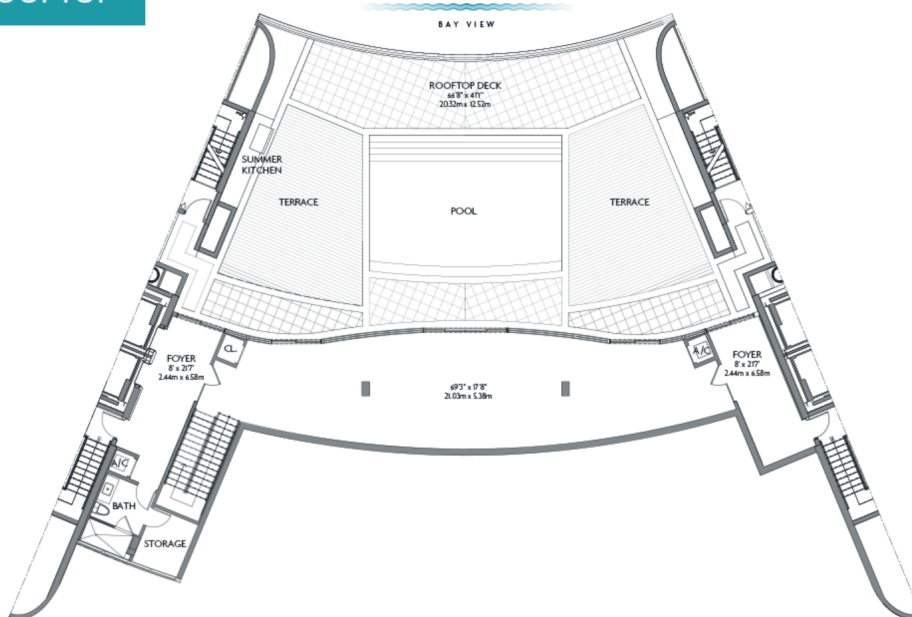 BAY VIEW
ROOFTOP DECK
66'8" x 41'1"
20.32m x 12.52m
SUMMER
KITCHEN
TERRACE
POOL
TERRACE
CL.
A/C
FOYER
8' x 21'7"
2.44m x 6.58m
FOYER
8' x 21'7"
2.44m x 6.58m
69'3" x 17'8"
21.03m x 5.38m
A/C
BATH
STORAGE